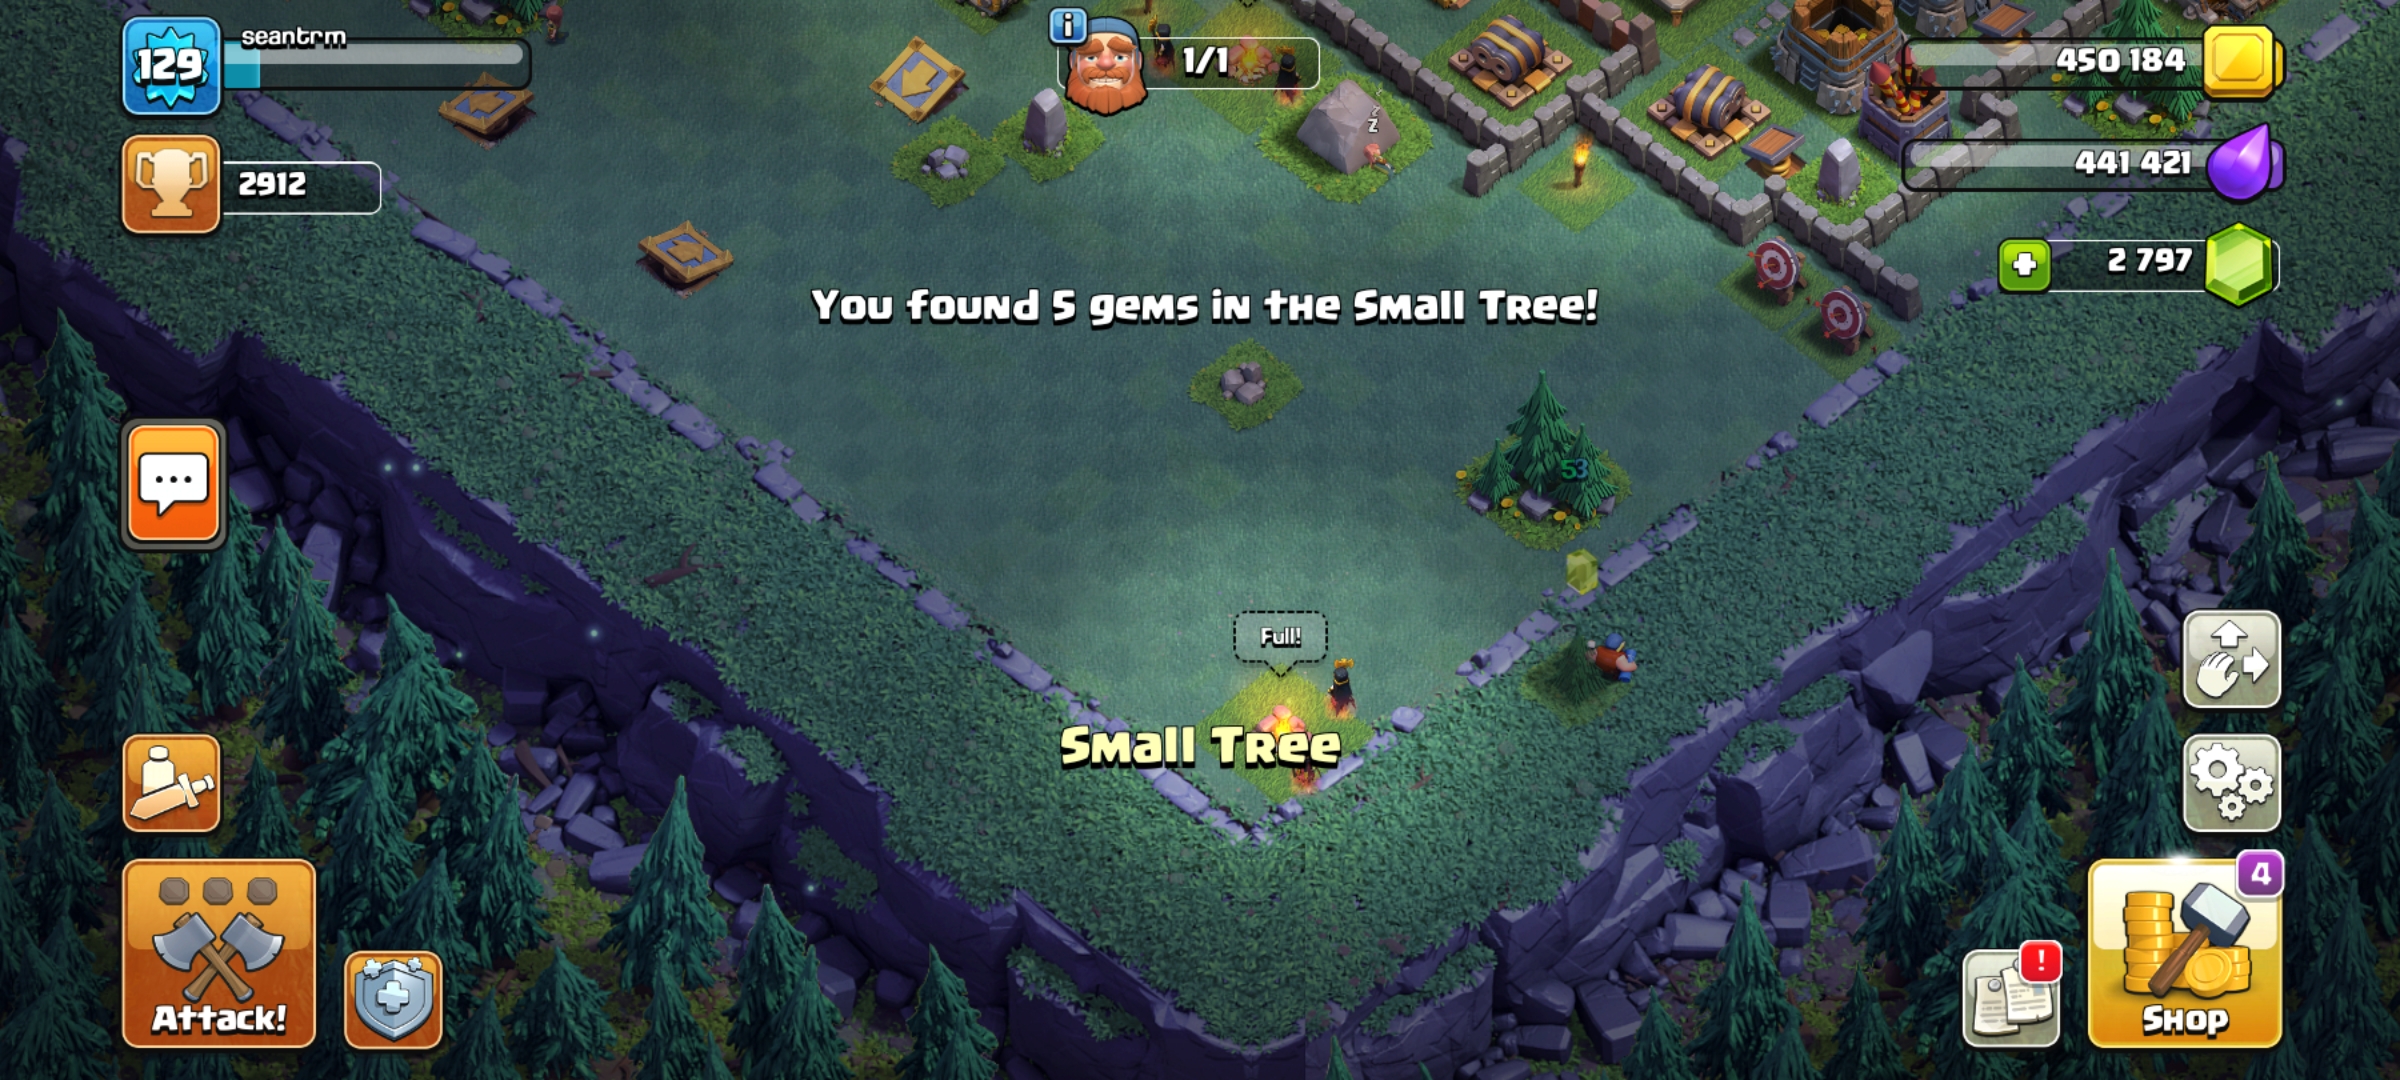 129
seantrm
1/1
450 184
2912
z
441 421
2 797
You found 5 gems in the Small Tree!
53
Full!
Small Tree
4
!
Attack!
Shop